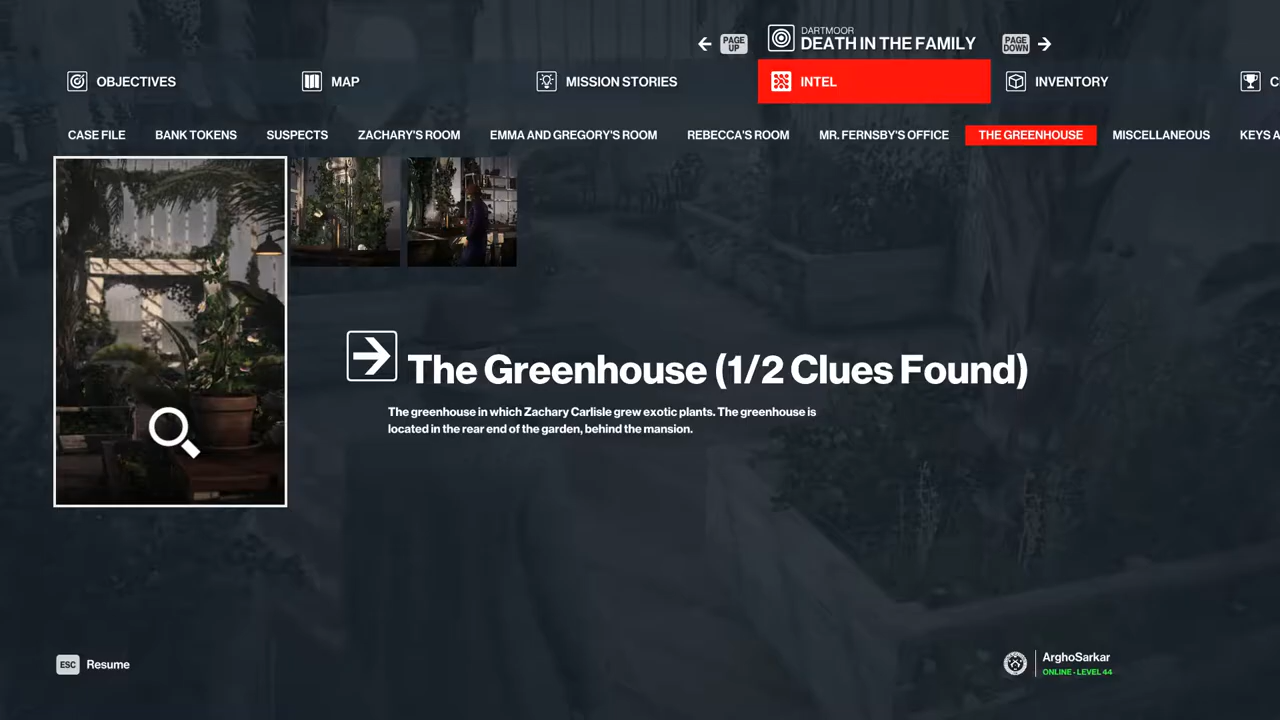 PAGE UP
DARTMOOR
DEATH IN THE FAMILY
PAGE DOWN
OBJECTIVES
MAP
MISSION STORIES
INTEL
INVENTORY
C
CASE FILE
BANK TOKENS
SUSPECTS
ZACHARY'S ROOM
EMMA AND GREGORY'S ROOM
REBECCA'S ROOM
MR. FERNSBY'S OFFICE
THE GREENHOUSE
MISCELLANEOUS
KEYS A
The Greenhouse (1/2 Clues Found)
The greenhouse in which Zachary Carlisle grew exotic plants. The greenhouse is
located in the rear end of the garden, behind the mansion.
ESC Resume
ArghoSarkar
ONLINE - LEVEL 44